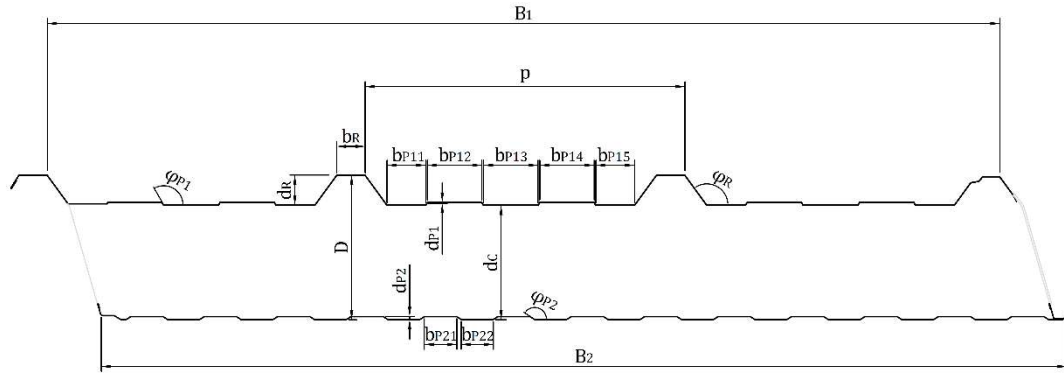 B1
p
bR
bP11 bP12 bP13 bP14 bP15
φP1
dR
φR
dP1
D
dC
dP2
φP2
bP21 bP22
B2